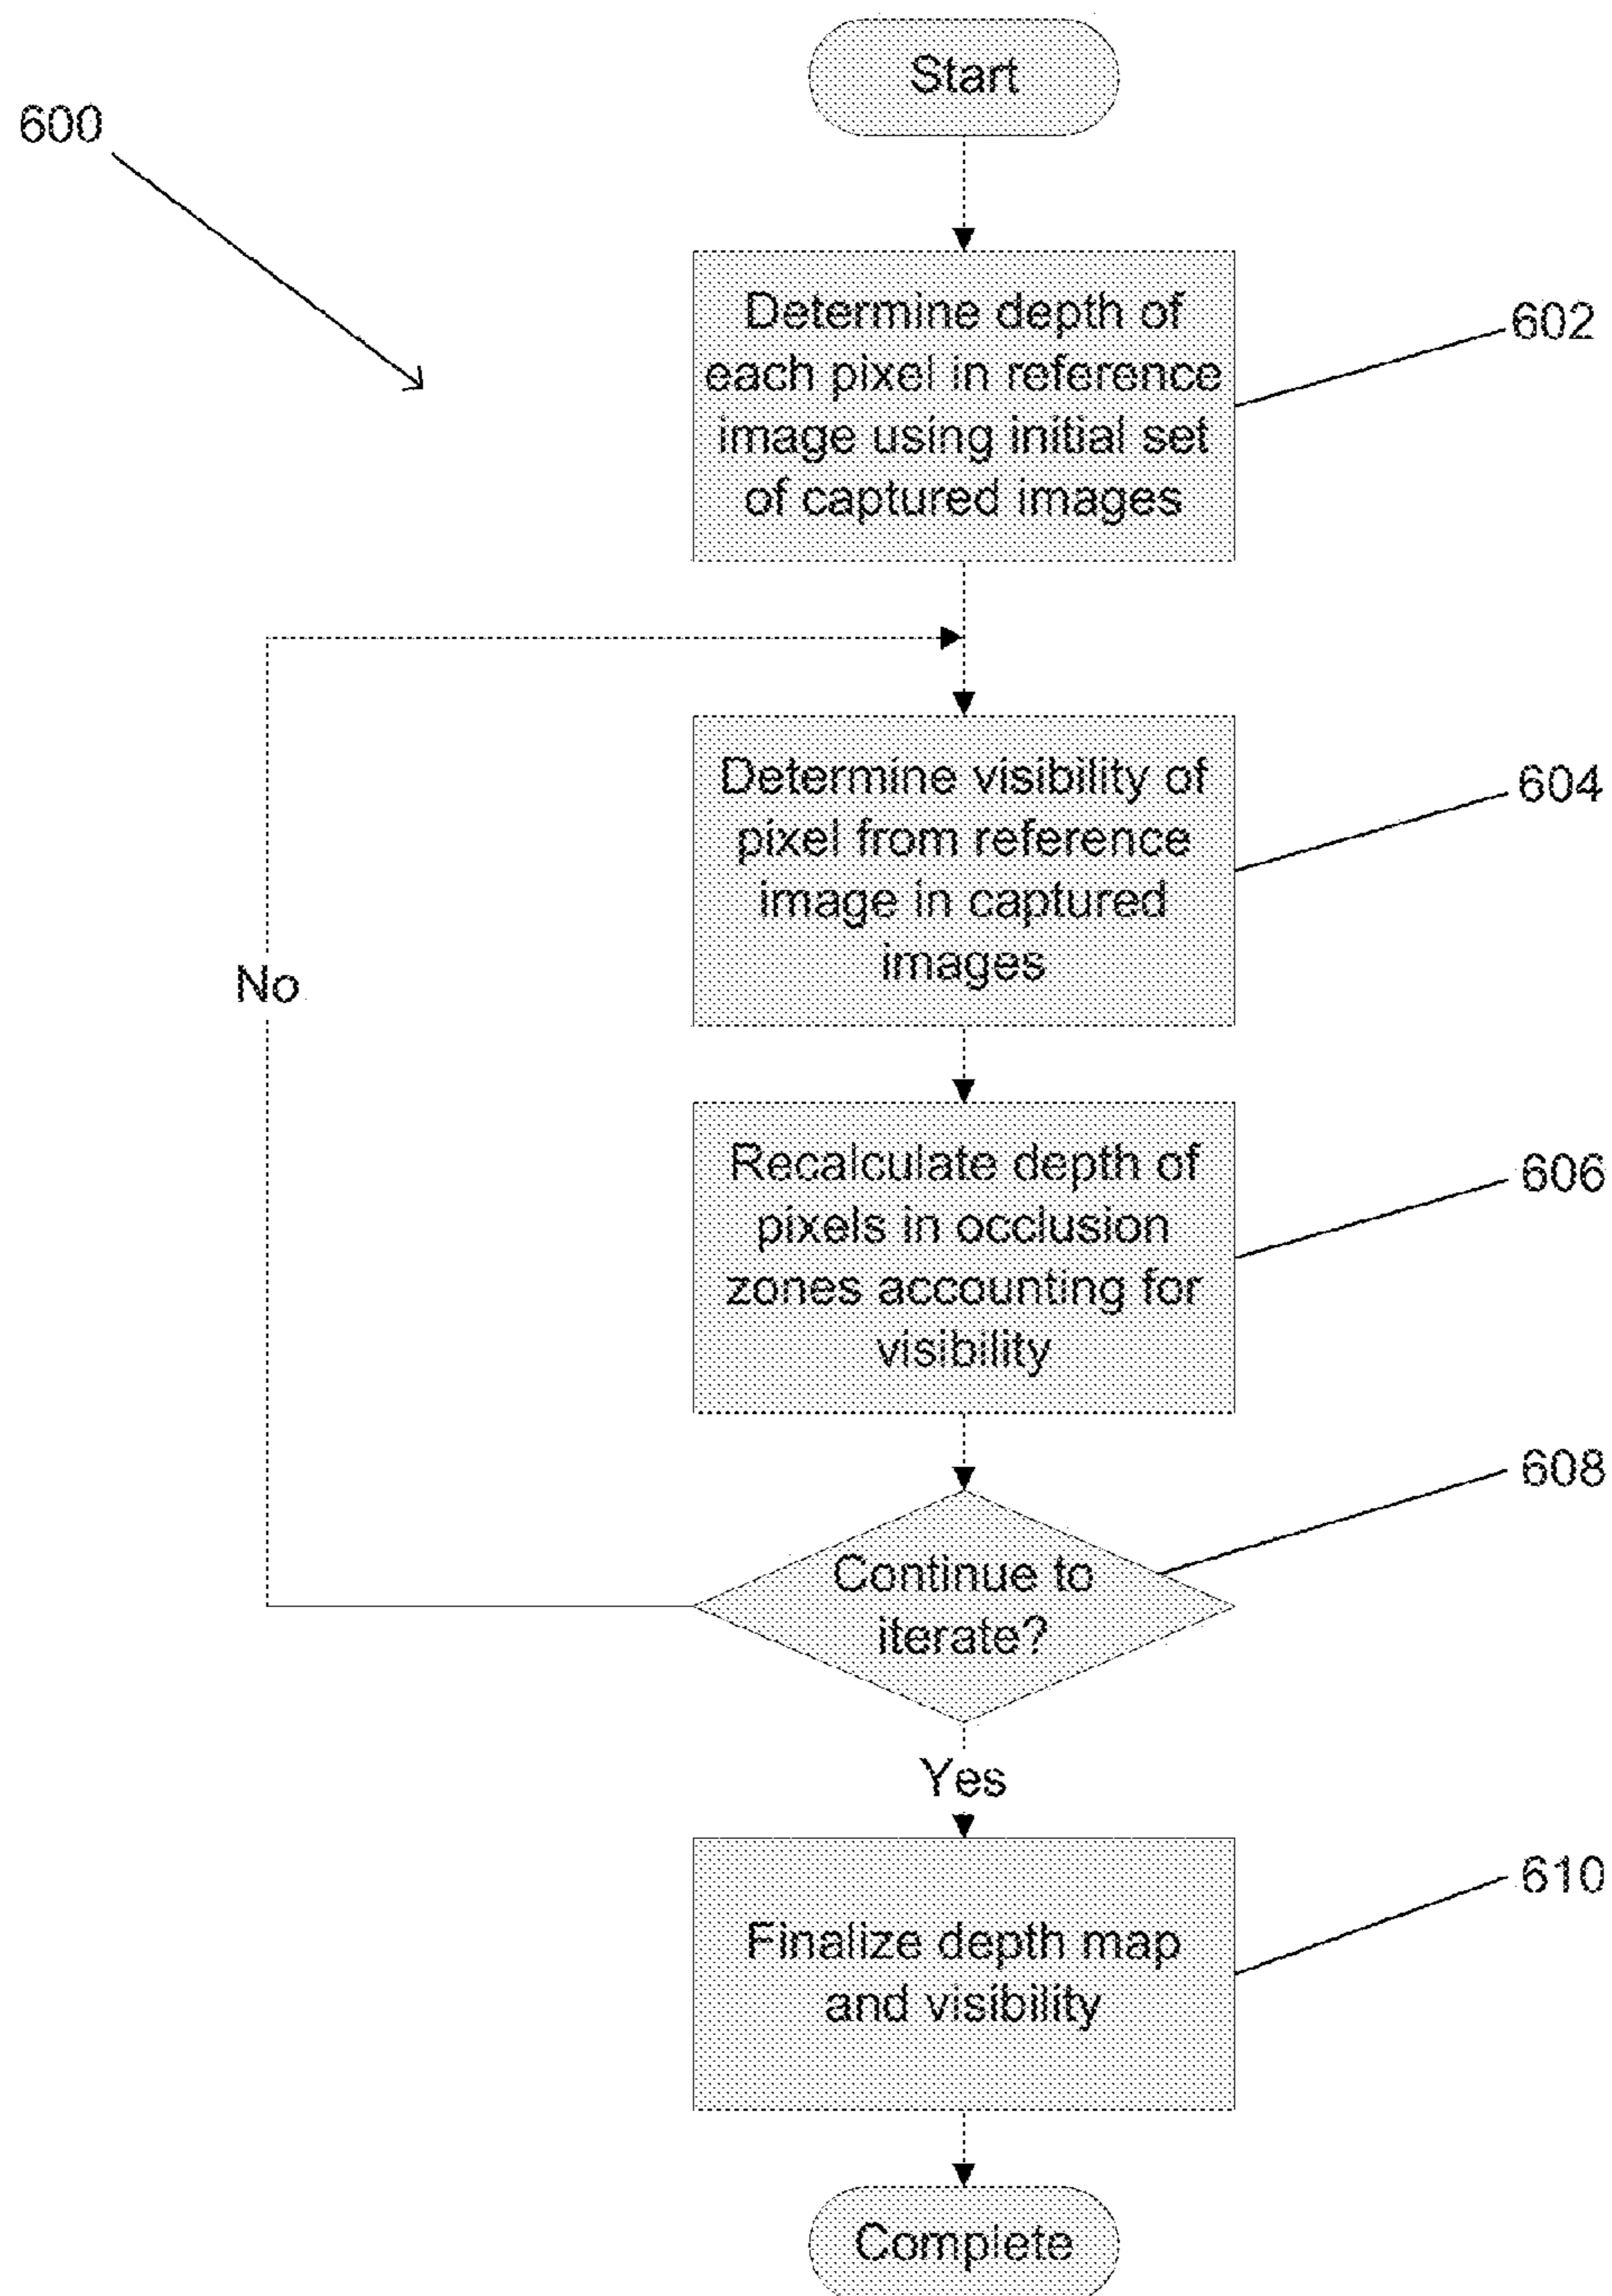 Start
600
Determine depth of
each pixel in reference
image using initial set
of captured images
602
Determine visibility of
pixel from reference
image in captured
images
604
No
Recalculate depth of
pixels in occlusion
zones accounting for
visibility
606
608
Continue to
iterate?
Yes
610
Finalize depth map
and visibility
Complete